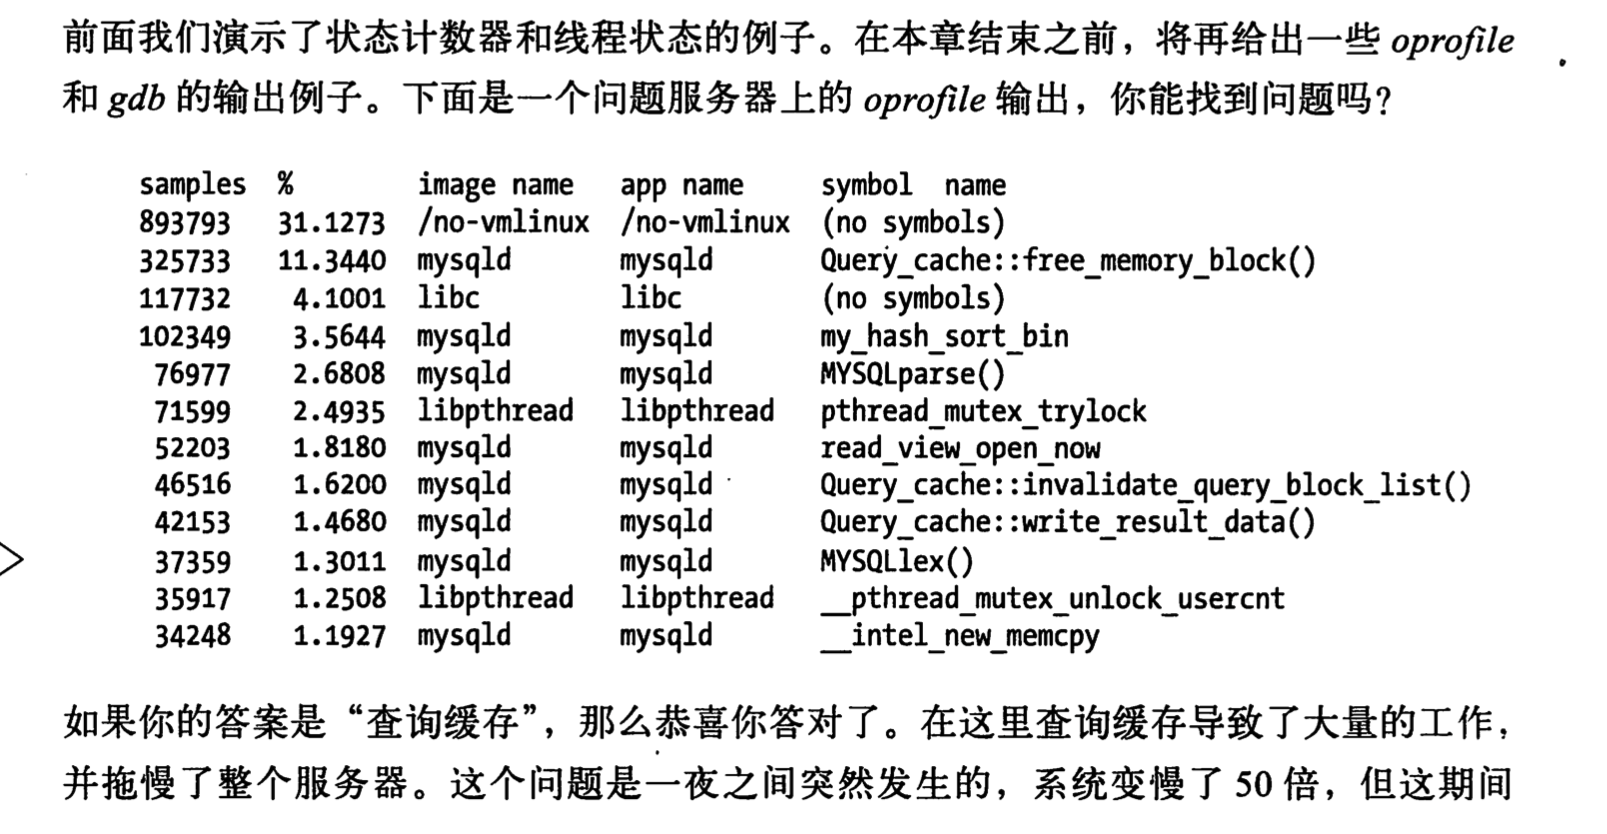 前面我们演示了状态计数器和线程状态的例子。在本章结束之前，将再给出一些 oprofile
和 gdb 的输出例子。下面是一个问题服务器上的 oprofile 输出，你能找到问题吗？
samples % image name app name symbol name
893793 31.1273 /no-vmlinux /no-vmlinux (no symbols)
325733 11.3440 mysqld mysqld Query_cache::free_memory_block()
117732 4.1001 libc libc (no symbols)
102349 3.5644 mysqld mysqld my_hash_sort_bin
76977 2.6808 mysqld mysqld MYSQLparse()
71599 2.4935 libpthread libpthread pthread_mutex_trylock
52203 1.8180 mysqld mysqld read_view_open_now
46516 1.6200 mysqld mysqld Query_cache::invalidate_query_block_list()
42153 1.4680 mysqld mysqld Query_cache::write_result_data()
37359 1.3011 mysqld mysqld MYSQLlex()
35917 1.2508 libpthread libpthread __pthread_mutex_unlock_usercnt
34248 1.1927 mysqld mysqld __intel_new_memcpy
如果你的答案是“查询缓存”，那么恭喜你答对了。在这里查询缓存导致了大量的工作，
并拖慢了整个服务器。这个问题是一夜之间突然发生的，系统变慢了 50 倍，但这期间